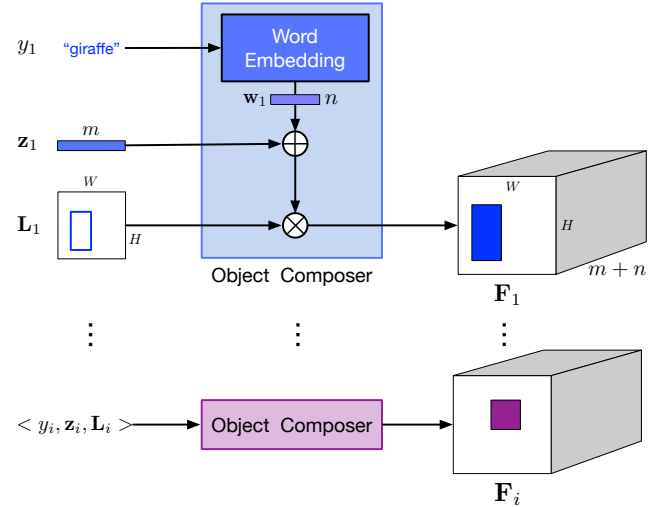 y₁ "giraffe" Word
Embedding
w₁ n
z₁ m
W W
L₁ H H
m + n
Object Composer
F₁
⋮ ⋮ ⋮
< yᵢ, zᵢ, Lᵢ > Object Composer
Fᵢ